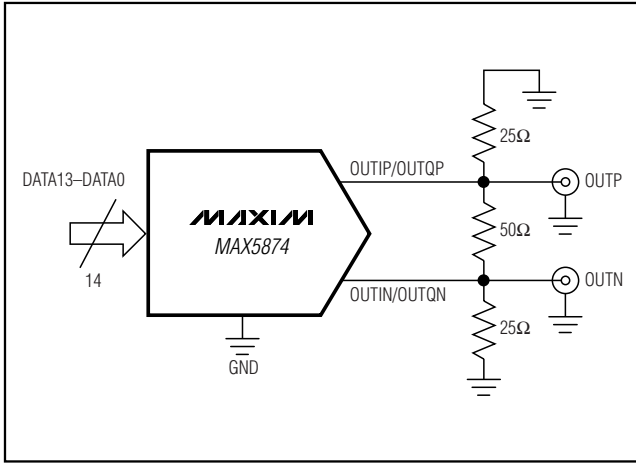 25Ω
OUTIP/OUTQP
OUTP
DATA13–DATA0
MAXIM
MAX5874
50Ω
14
OUTIN/OUTQN
OUTN
25Ω
GND